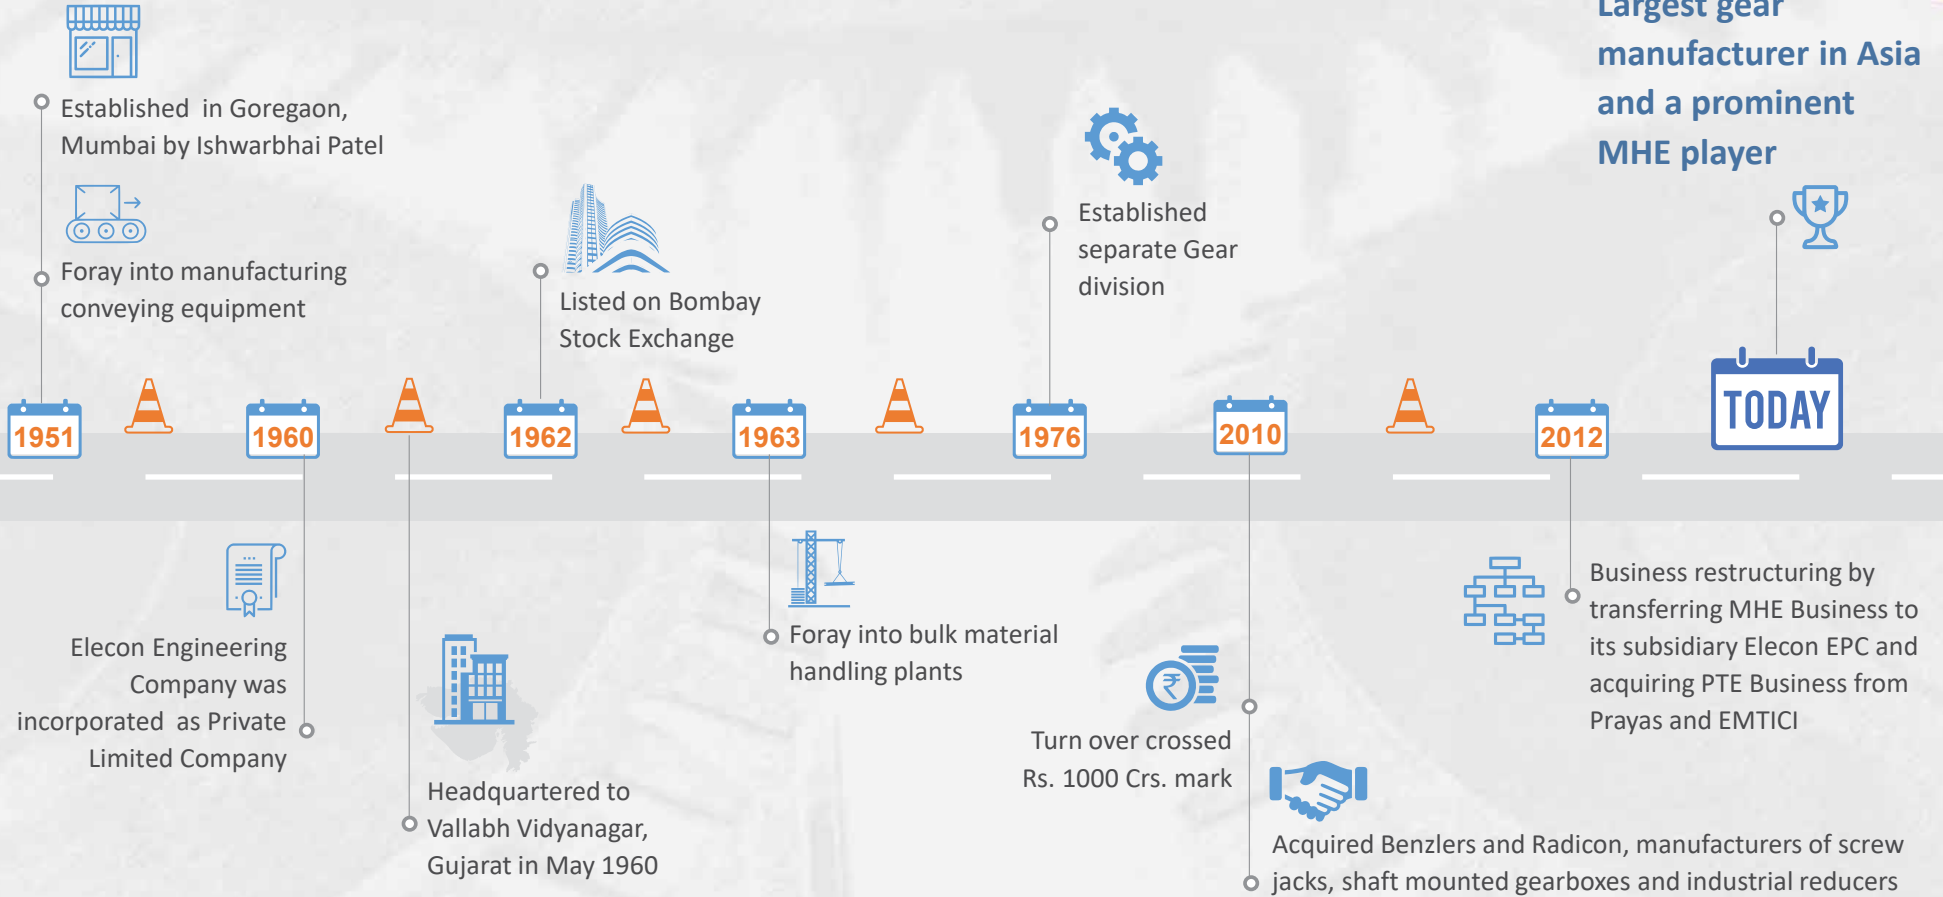 Largest gear
manufacturer in Asia
and a prominent
MHE player
Established in Goregaon,
Mumbai by Ishwarbhai Patel
Foray into manufacturing
conveying equipment
Listed on Bombay
Stock Exchange
Established
separate Gear
division
1951
1960
1962
1963
1976
2010
2012
TODAY
Elecon Engineering
Company was
incorporated as Private
Limited Company
Headquartered to
Vallabh Vidyanagar,
Gujarat in May 1960
Foray into bulk material
handling plants
₹
Turn over crossed
Rs. 1000 Crs. mark
Acquired Benzlers and Radicon, manufacturers of screw
jacks, shaft mounted gearboxes and industrial reducers
Business restructuring by
transferring MHE Business to
its subsidiary Elecon EPC and
acquiring PTE Business from
Prayas and EMTICI